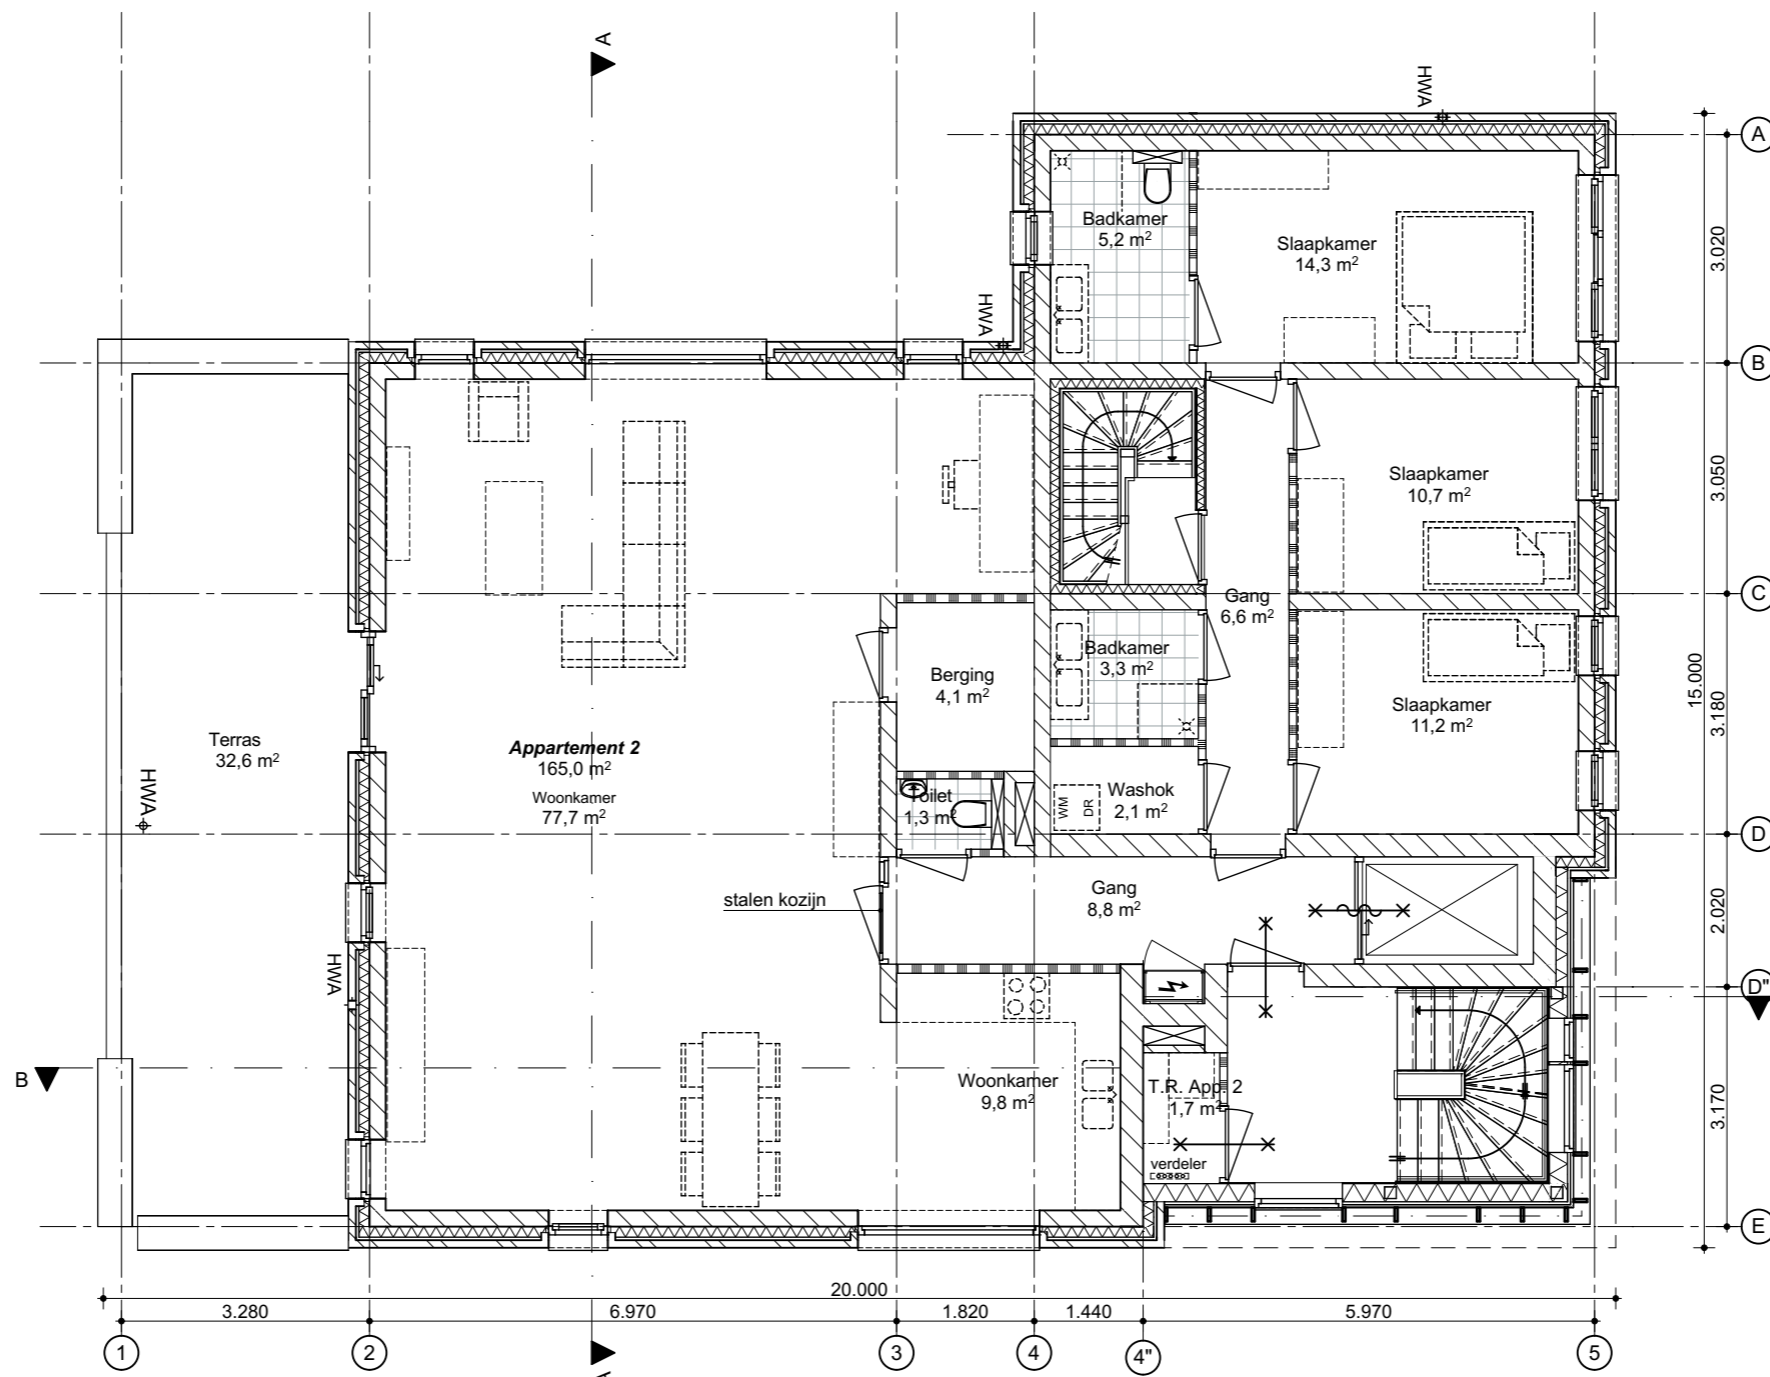 A
HWA
A
Badkamer
5,2 m²
Slaapkamer
14,3 m²
3.020
HWA
B
Slaapkamer
10,7 m²
3.050
Gang
6,6 m²
C
Badkamer
3,3 m²
Berging
4,1 m²
Slaapkamer
11,2 m²
15.000
3.180
Terras
32,6 m²
Appartement 2
165,0 m²
Woonkamer
77,7 m²
HWA
Toilet
1,3 m²
WM
DR
Washok
2,1 m²
D
Gang
8,8 m²
stalen kozijn
2.020
HWA
D"
B
Woonkamer
9,8 m²
T.R. App. 2
1,7 m²
3.170
verdeler
E
20.000
3.280
6.970
1.820
1.440
5.970
1
2
3
4
4"
5
A